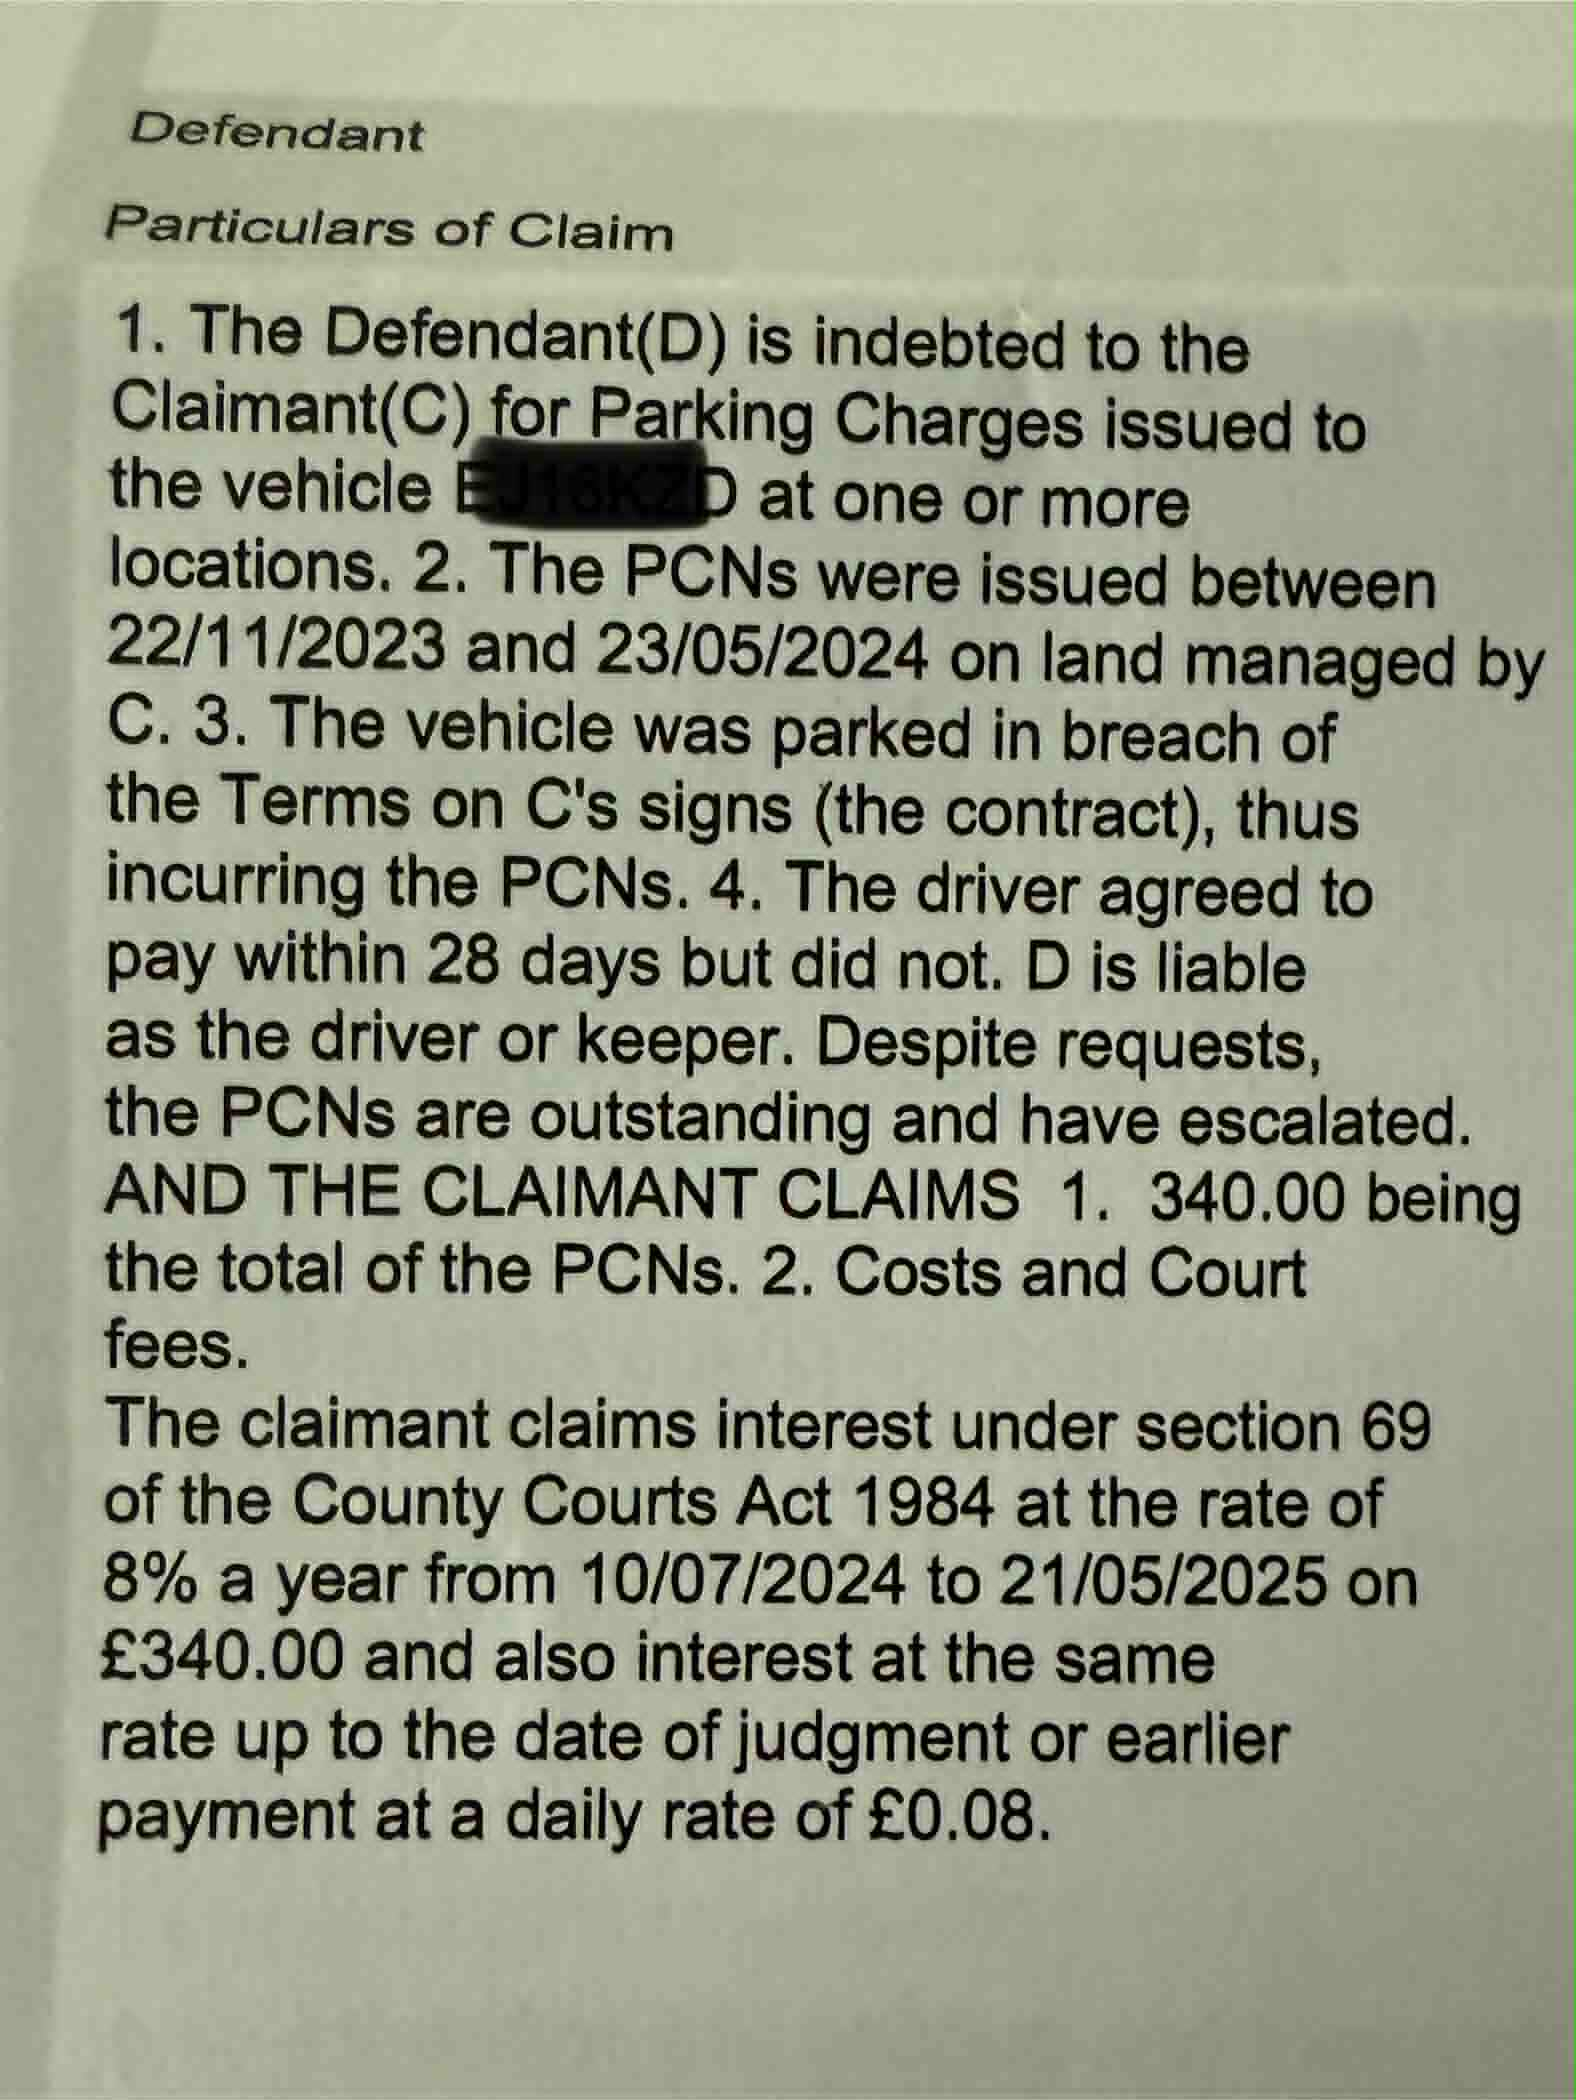 Defendant
Particulars of Claim
1. The Defendant(D) is indebted to the
Claimant(C) for Parking Charges issued to
the vehicle at one or more
locations. 2. The PCNs were issued between
22/11/2023 and 23/05/2024 on land managed by
C. 3. The vehicle was parked in breach of
the Terms on C's signs (the contract), thus
incurring the PCNs. 4. The driver agreed to
pay within 28 days but did not. D is liable
as the driver or keeper. Despite requests,
the PCNs are outstanding and have escalated.
AND THE CLAIMANT CLAIMS 1. 340.00 being
the total of the PCNs. 2. Costs and Court
fees.
The claimant claims interest under section 69
of the County Courts Act 1984 at the rate of
8% a year from 10/07/2024 to 21/05/2025 on
£340.00 and also interest at the same
rate up to the date of judgment or earlier
payment at a daily rate of £0.08.